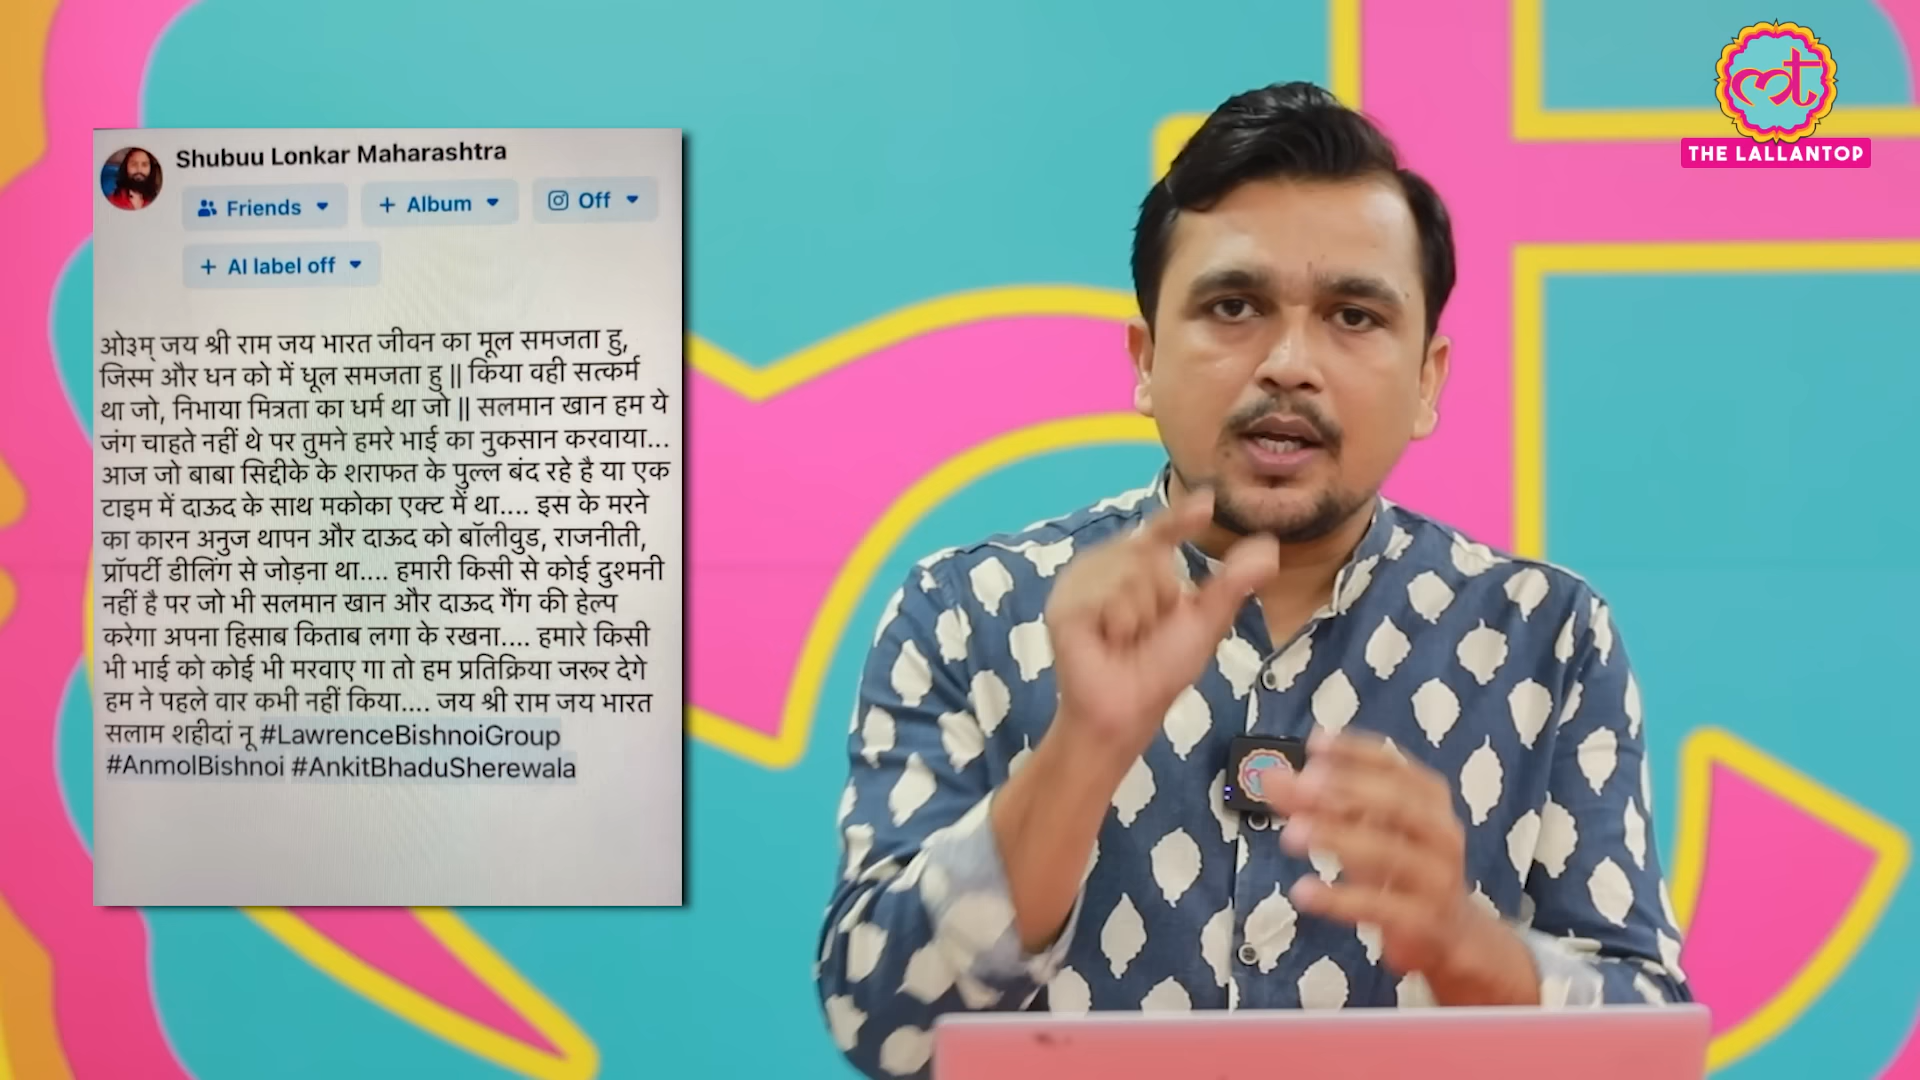 Shubuu Lonkar Maharashtra
Friends
+ Album
Off
+ AI label off
ओ३म् जय श्री राम जय भारत जीवन का मूल समजता हु,
जिस्म और धन को में धूल समजता हु || किया वही सत्कर्म
था जो, निभाया मित्रता का धर्म था जो || सलमान खान हम ये
जंग चाहते नहीं थे पर तुमने हमरे भाई का नुकसान करवाया...
आज जो बाबा सिद्दीके के शराफत के पुल्ल बंद रहे है या एक
टाइम में दाऊद के साथ मकोका एक्ट में था.... इस के मरने
का कारन अनुज थापन और दाऊद को बॉलीवुड, राजनीती,
प्रॉपर्टी डीलिंग से जोड़ना था.... हमारी किसी से कोई दुश्मनी
नहीं है पर जो भी सलमान खान और दाऊद गैंग की हेल्प
करेगा अपना हिसाब किताब लगा के रखना.... हमारे किसी
भी भाई को कोई भी मरवाए गा तो हम प्रतिक्रिया जरूर देगे
हम ने पहले वार कभी नहीं किया.... जय श्री राम जय भारत
सलाम शहीदां नू #LawrenceBishnoiGroup
#AnmolBishnoi #AnkitBhaduSherewala
THE LALLANTOP